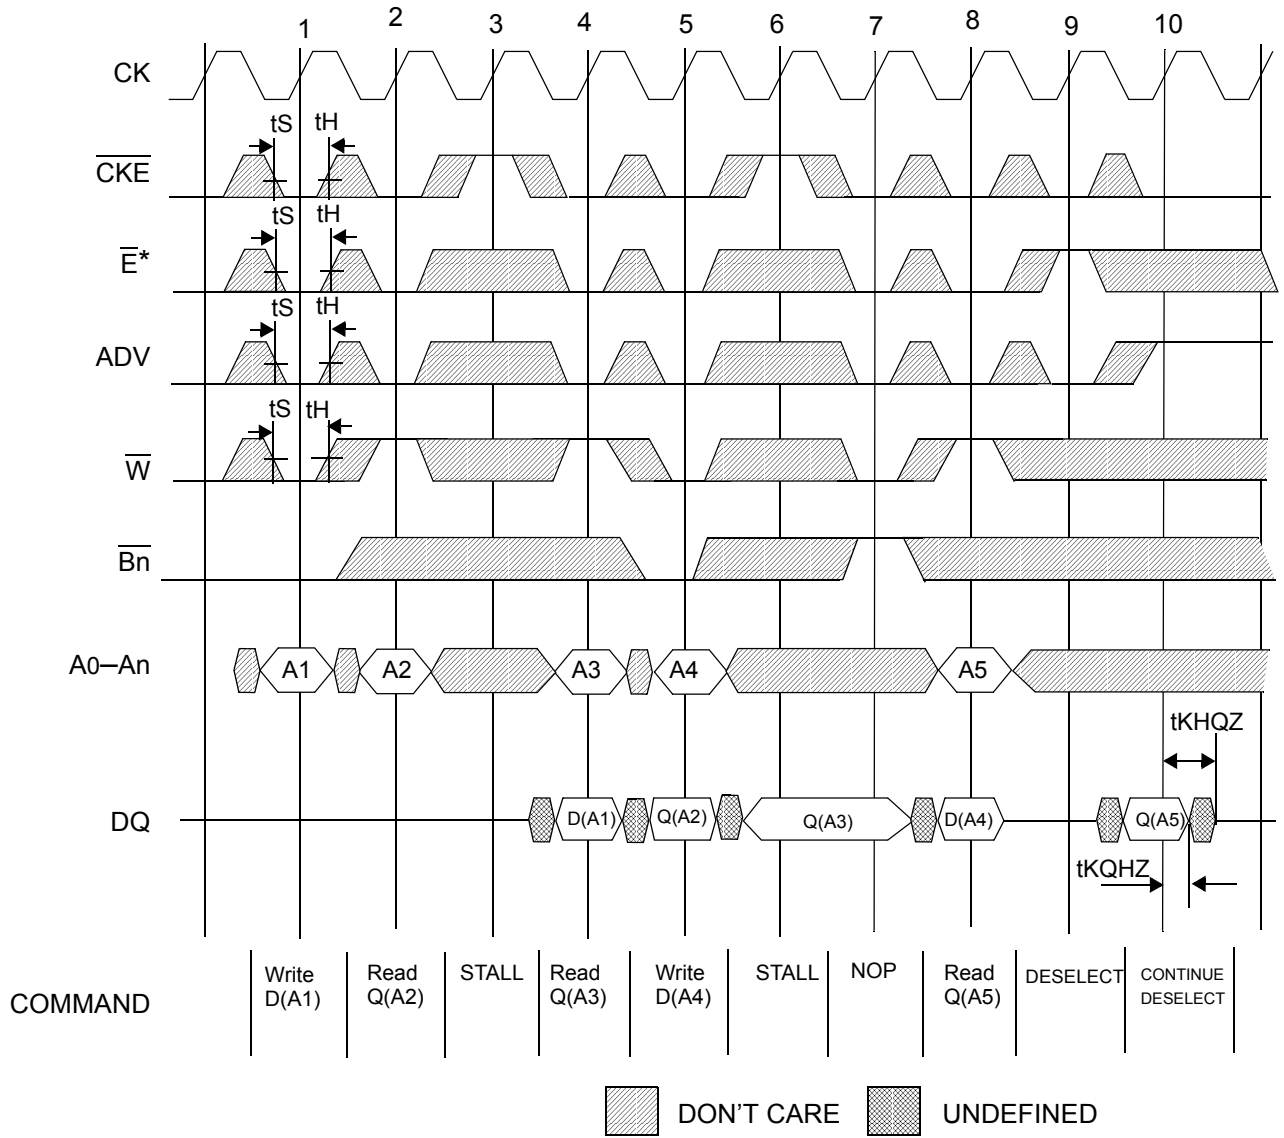 1 2 3 4 5 6 7 8 9 10
CK
tS tH
CKE
tS tH
E*
tS tH
ADV
tS tH
W
Bn
A0–An A1 A2 A3 A4 A5
tKHQZ
DQ D(A1) Q(A2) Q(A3) D(A4) Q(A5)
tKQHZ
COMMAND
Write
D(A1)
Read
Q(A2)
STALL
Read
Q(A3)
Write
D(A4)
STALL
NOP
Read
Q(A5)
DESELECT
CONTINUE
DESELECT
DON'T CARE UNDEFINED